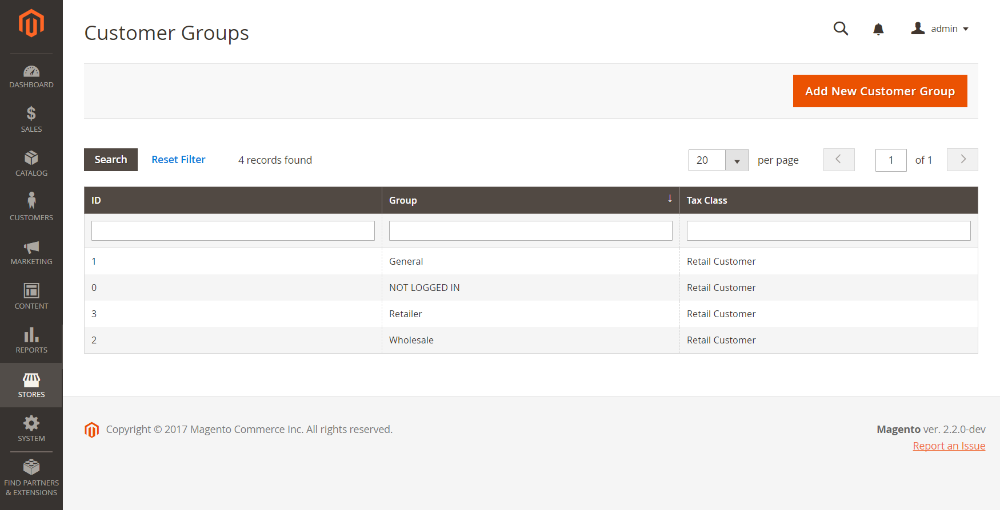 Customer Groups
admin
DASHBOARD
SALES
CATALOG
CUSTOMERS
MARKETING
CONTENT
REPORTS
STORES
SYSTEM
FIND PARTNERS
& EXTENSIONS
Add New Customer Group
Search Reset Filter 4 records found 20 per page 1 of 1
ID Group ↓ Tax Class
1 General Retail Customer
0 NOT LOGGED IN Retail Customer
3 Retailer Retail Customer
2 Wholesale Retail Customer
Copyright © 2017 Magento Commerce Inc. All rights reserved.
Magento ver. 2.2.0-dev
Report an Issue